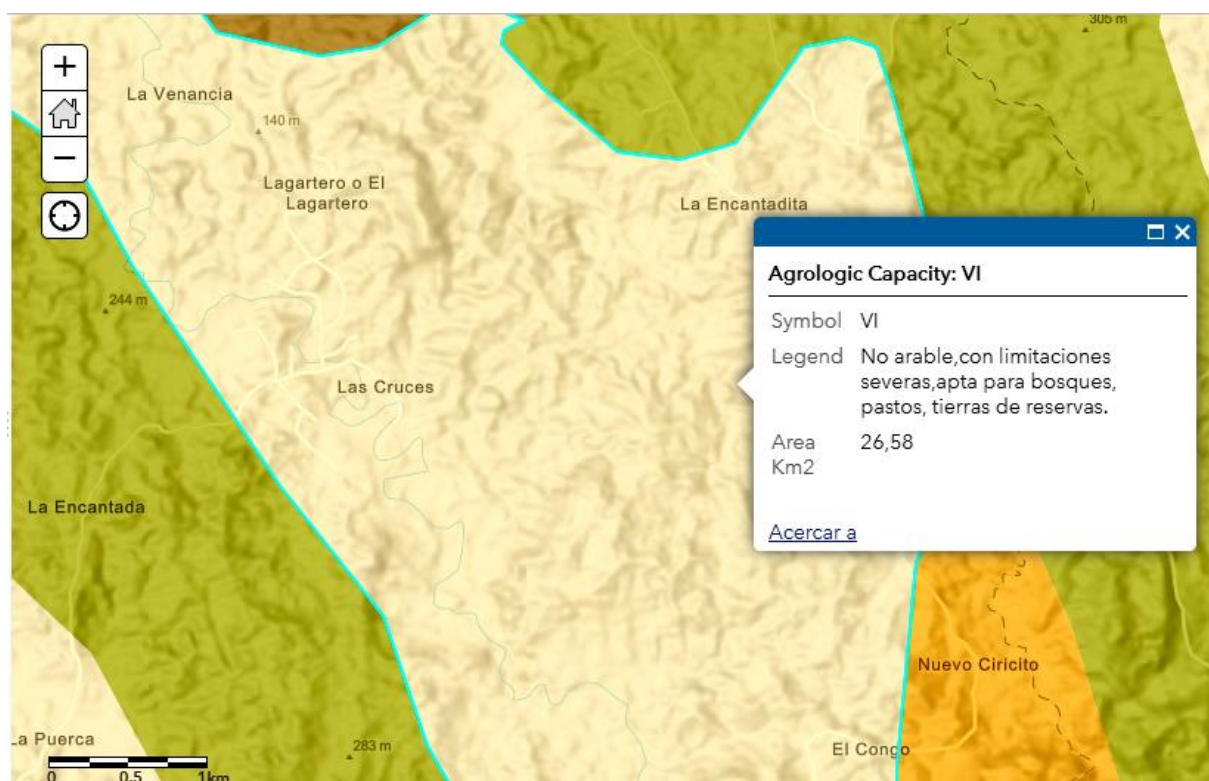 305 m
La Venancia
140 m
Lagartero o El
Lagartero
La Encantadita
Agrologic Capacity: VI
Symbol VI
Legend No arable,con limitaciones
severas,apta para bosques,
pastos, tierras de reservas.
Area 26,58
Km2
Acercar a
244 m
Las Cruces
La Encantada
Nuevo Ciricito
La Puerca
283 m
El Congo
0 0,5 1km